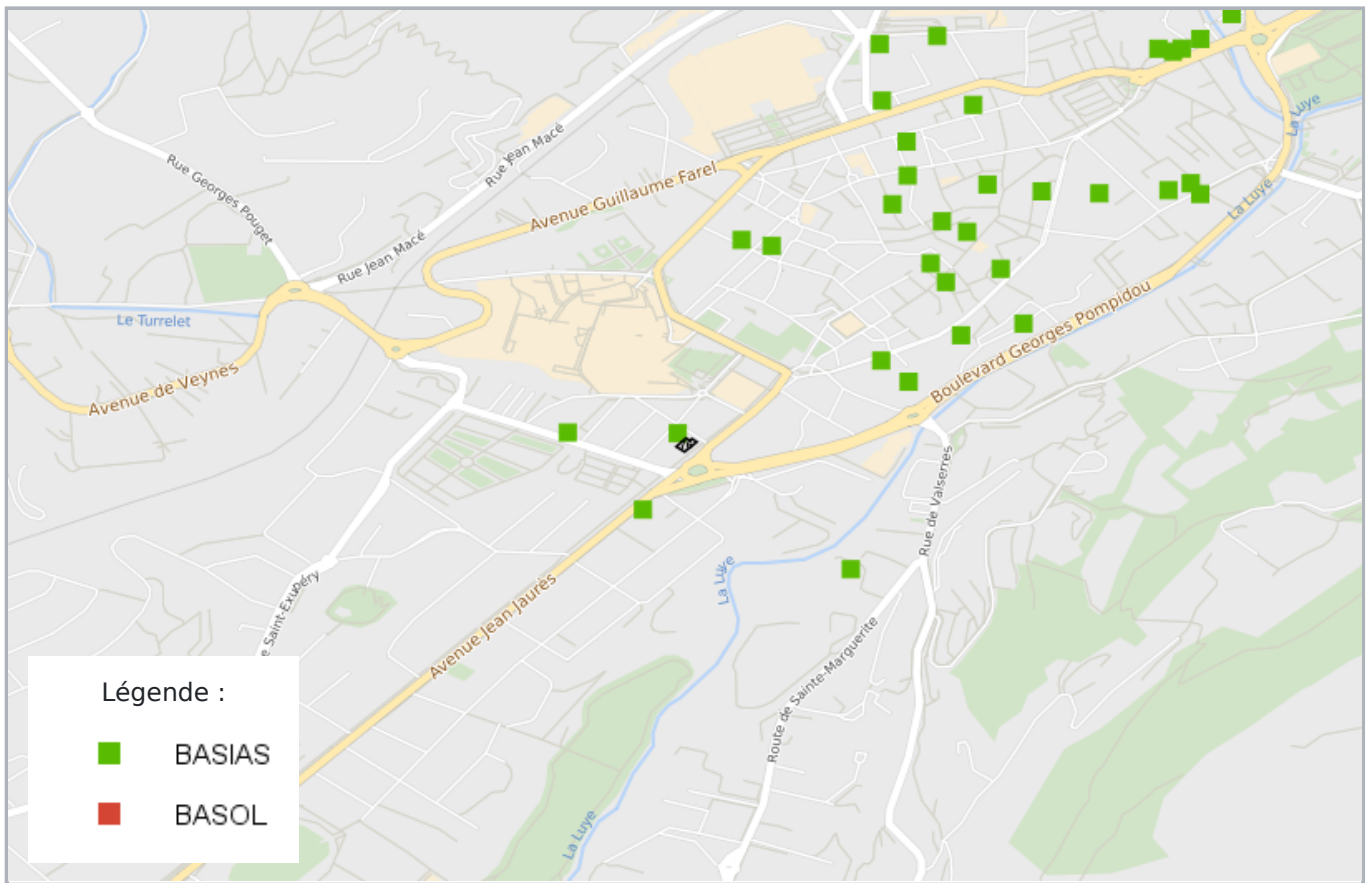 La Luye
Rue Jean Macé
Rue Georges Pouget
Avenue Guillaume Farel
La Luye
Rue Jean Macé
Le Turrelet
Boulevard Georges Pompidou
Avenue de Veynes
Rue de Valserres
La Luye
e Saint-Exupéry
Avenue Jean Jaurès
Route de Sainte-Marguerite
La Luye
Légende :
BASIAS
BASOL